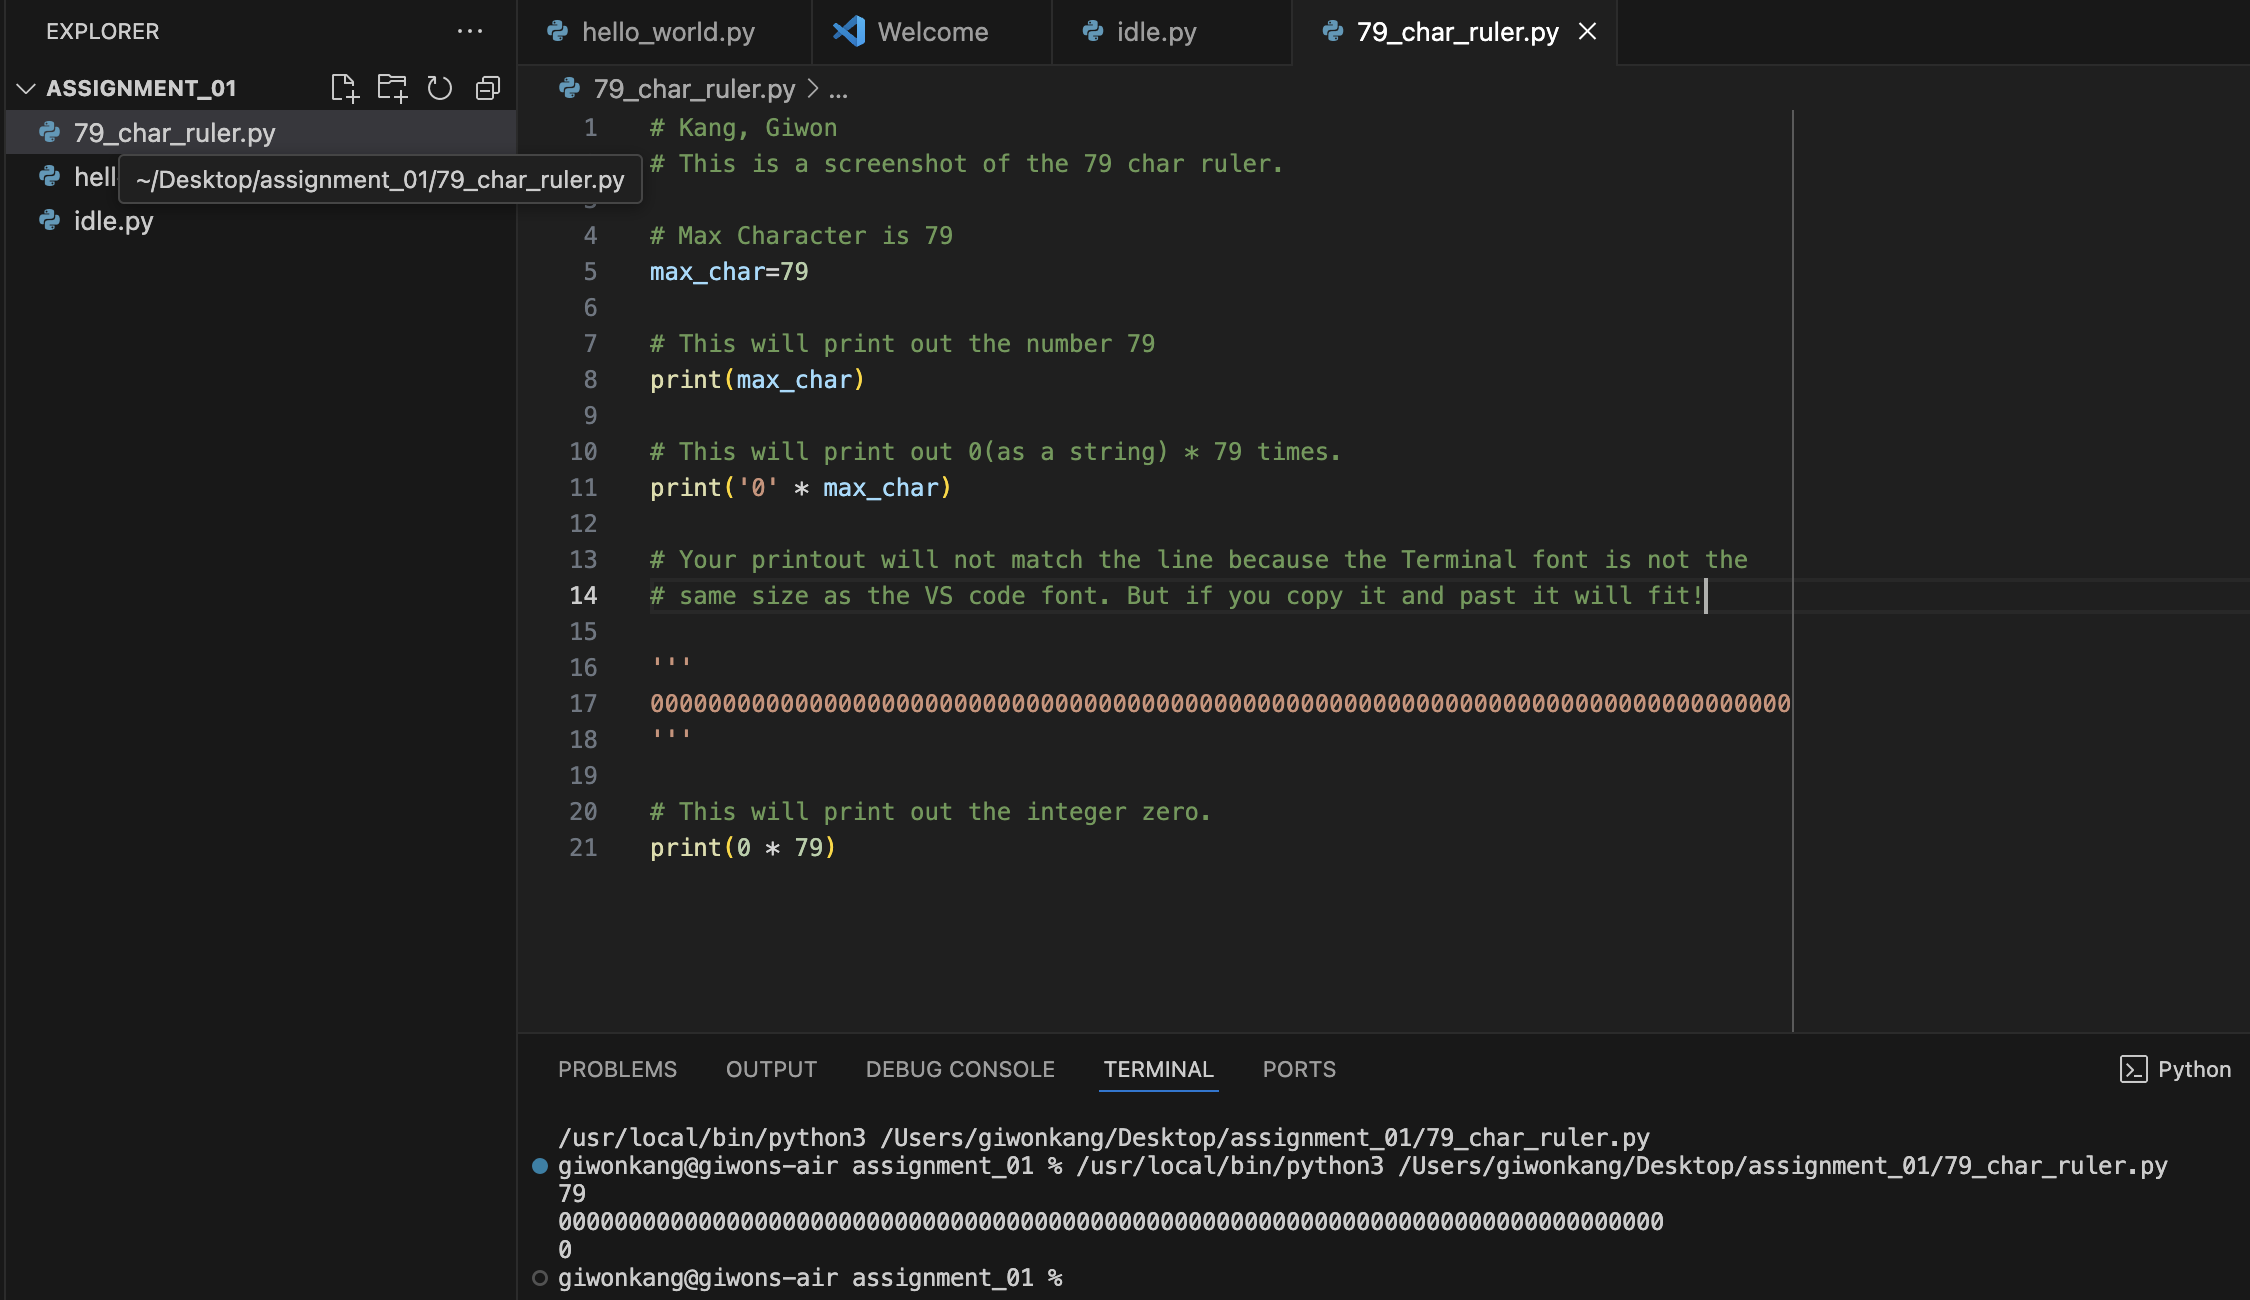 EXPLORER
hello_world.py
Welcome
idle.py
79_char_ruler.py
ASSIGNMENT_01
79_char_ruler.py > ...
79_char_ruler.py
hell
~/Desktop/assignment_01/79_char_ruler.py
idle.py
1 # Kang, Giwon
# This is a screenshot of the 79 char ruler.
4 # Max Character is 79
5 max_char=79
6
7 # This will print out the number 79
8 print(max_char)
9
10 # This will print out 0(as a string) * 79 times.
11 print('0' * max_char)
12
13 # Your printout will not match the line because the Terminal font is not the
14 # same size as the VS code font. But if you copy it and past it will fit!
15
16 '''
17 0000000000000000000000000000000000000000000000000000000000000000000000000000000
18 '''
19
20 # This will print out the integer zero.
21 print(0 * 79)
PROBLEMS OUTPUT DEBUG CONSOLE TERMINAL PORTS
Python
/usr/local/bin/python3 /Users/giwonkang/Desktop/assignment_01/79_char_ruler.py
giwonkang@giwons-air assignment_01 % /usr/local/bin/python3 /Users/giwonkang/Desktop/assignment_01/79_char_ruler.py
79
0000000000000000000000000000000000000000000000000000000000000000000000000000000
0
giwonkang@giwons-air assignment_01 %